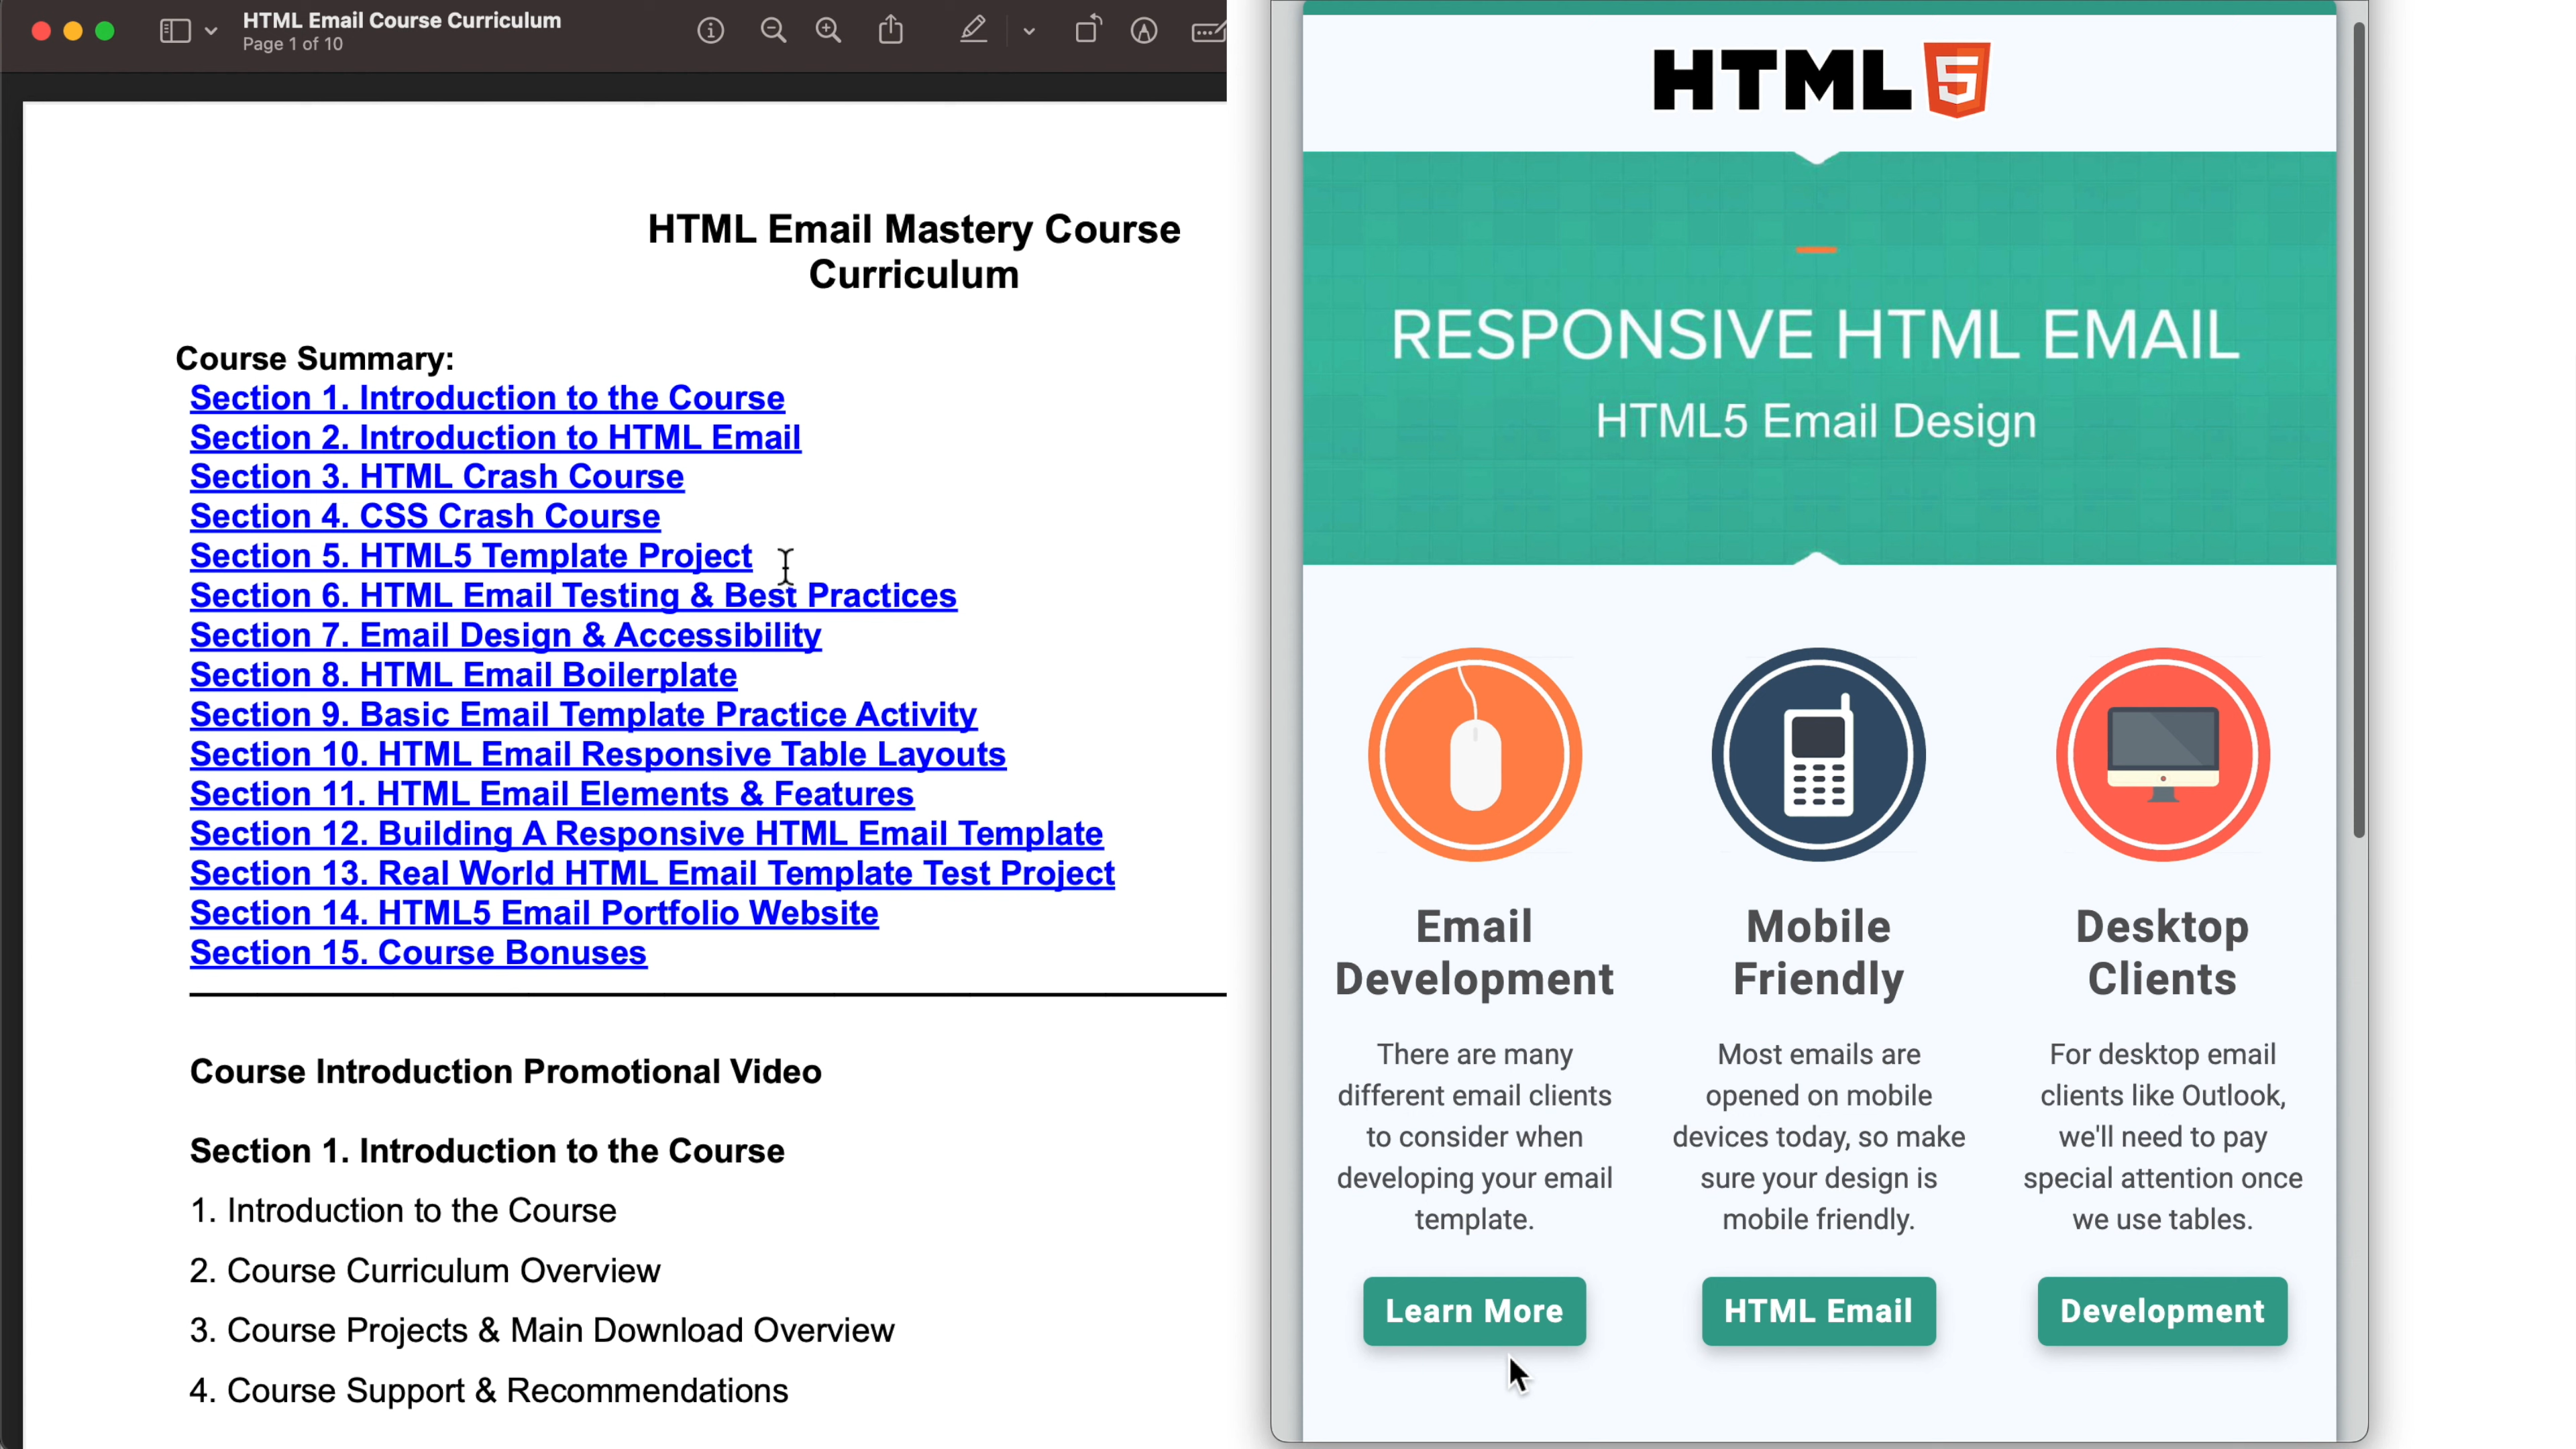 HTML Email Course Curriculum
Page 1 of 10
HTML Email Mastery Course
Curriculum
Course Summary:
Section 1. Introduction to the Course
Section 2. Introduction to HTML Email
Section 3. HTML Crash Course
Section 4. CSS Crash Course
Section 5. HTML5 Template Project
Section 6. HTML Email Testing & Best Practices
Section 7. Email Design & Accessibility
Section 8. HTML Email Boilerplate
Section 9. Basic Email Template Practice Activity
Section 10. HTML Email Responsive Table Layouts
Section 11. HTML Email Elements & Features
Section 12. Building A Responsive HTML Email Template
Section 13. Real World HTML Email Template Test Project
Section 14. HTML5 Email Portfolio Website
Section 15. Course Bonuses
Course Introduction Promotional Video
Section 1. Introduction to the Course
1. Introduction to the Course
2. Course Curriculum Overview
3. Course Projects & Main Download Overview
4. Course Support & Recommendations
HTML5
RESPONSIVE HTML EMAIL
HTML5 Email Design
Email
Development
There are many
different email clients
to consider when
developing your email
template.
Learn More
Mobile
Friendly
Most emails are
opened on mobile
devices today, so make
sure your design is
mobile friendly.
HTML Email
Desktop
Clients
For desktop email
clients like Outlook,
we'll need to pay
special attention once
we use tables.
Development